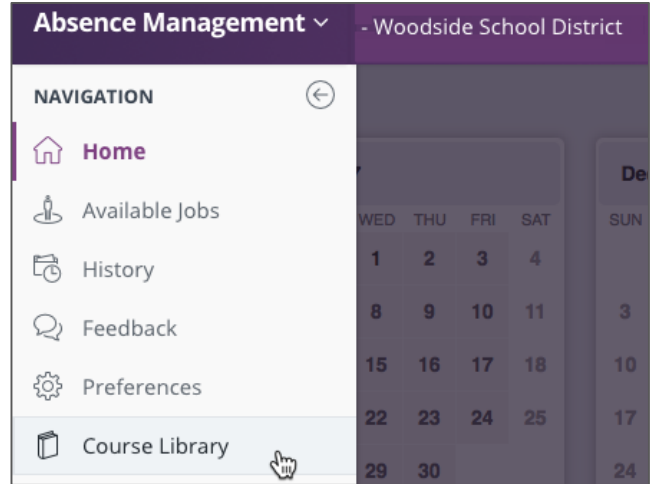 Absence Management - Woodside School District
NAVIGATION
Home
Available Jobs
History
Feedback
Preferences
Course Library
WED THU FRI SAT
1 2 3 4
8 9 10 11
15 16 17 18
22 23 24 25
29 30
SUN
3
10
17
24